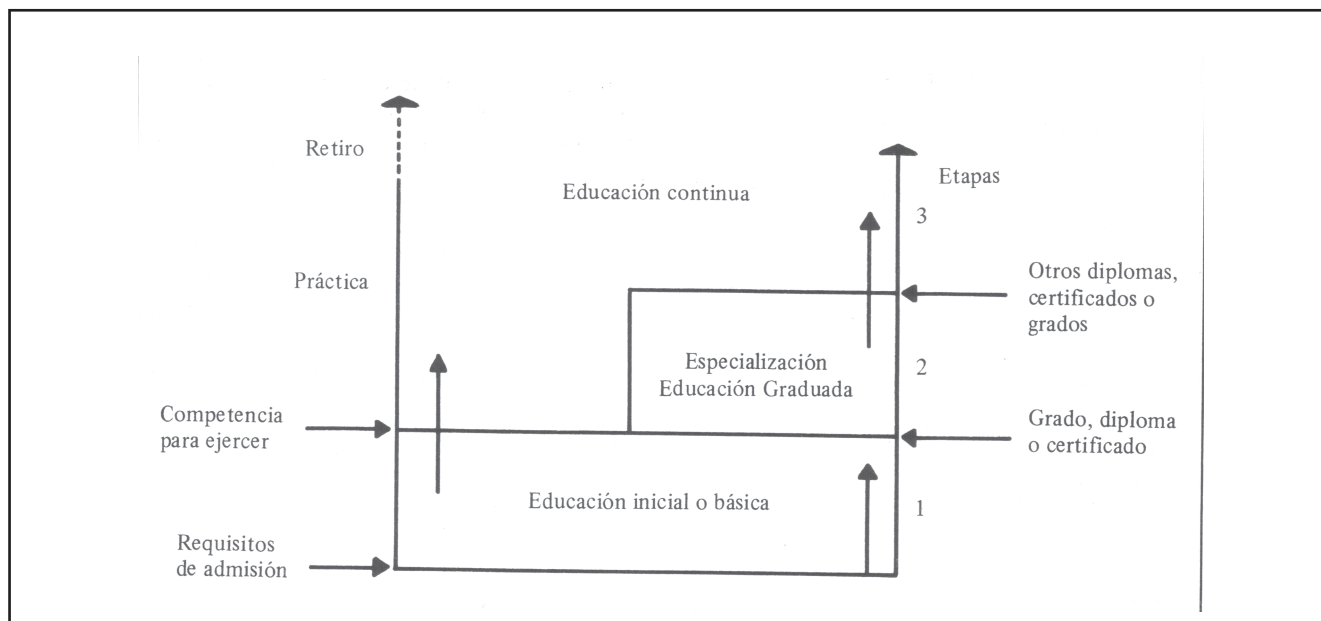 Retiro
Etapas
Educación continua
3
Práctica
Otros diplomas,
certificados o
grados
Especialización
Educación Graduada
2
Competencia
para ejercer
Grado, diploma
o certificado
Educación inicial o básica
1
Requisitos
de admisión